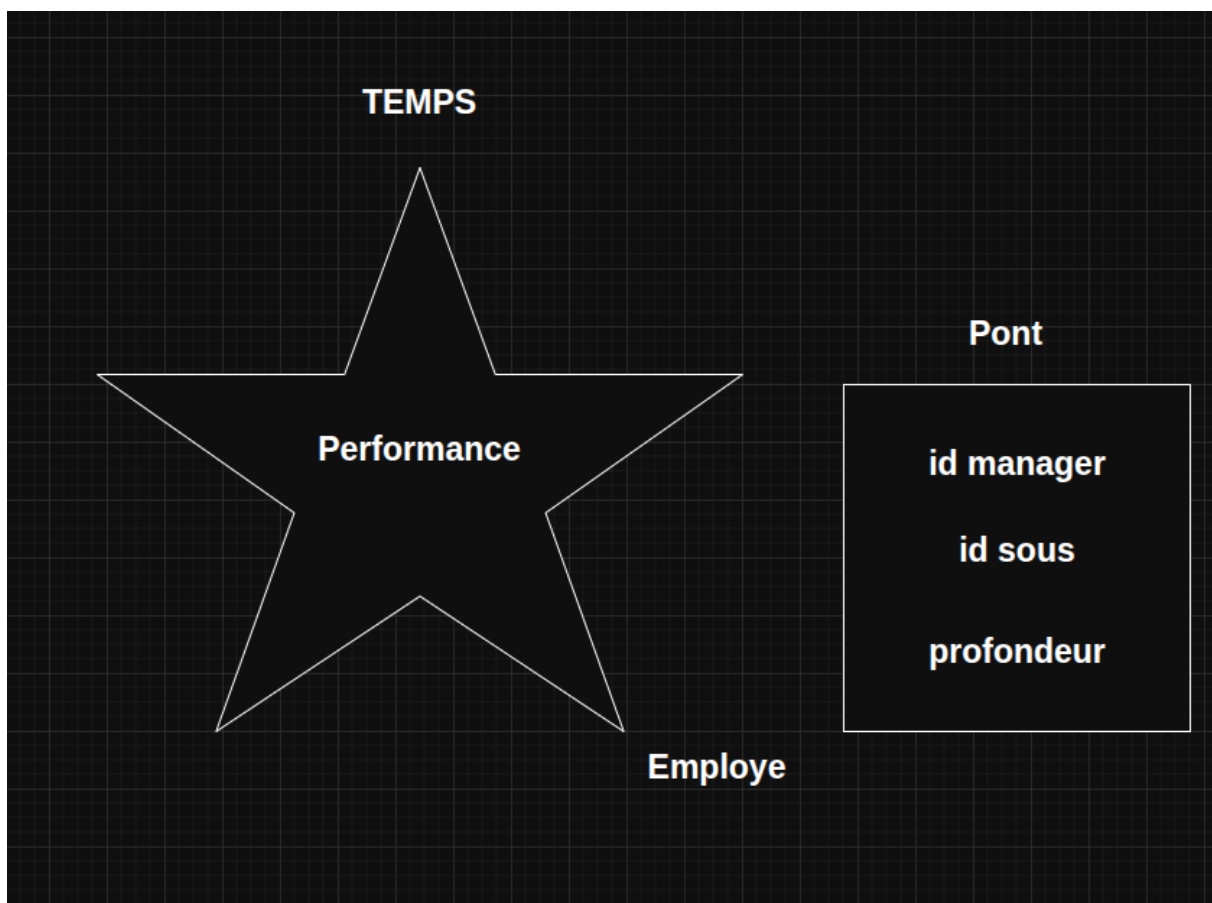 TEMPS
Performance
Employe
Pont
id manager
id sous
profondeur